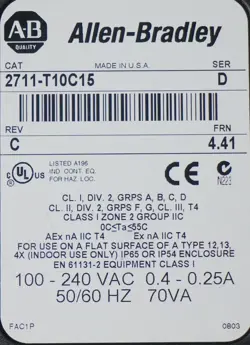 A-B
QUALITY
Allen-Bradley
CAT MADE IN U.S.A. SER
2711-T10C15 D
REV FRN
C 4.41
UL LISTED A196
IND. CONT. EQ.
FOR HAZ. LOC.
CE
N223
CL. I, DIV. 2, GRPS A, B, C, D
CL. II, DIV. 2, GRPS F, G, CL. III, T4
CLASS I ZONE 2 GROUP IIC
0C≤Ta≤55C
AEx nA IIC T4 Ex nA IIC T4
FOR USE ON A FLAT SURFACE OF A TYPE 12,13,
4X (INDOOR USE ONLY) IP65 OR IP54 ENCLOSURE
EN 61131-2 EQUIPMENT CLASS I
100 - 240 VAC 0.4 - 0.25A
50/60 HZ 70VA
FAC1P 0803